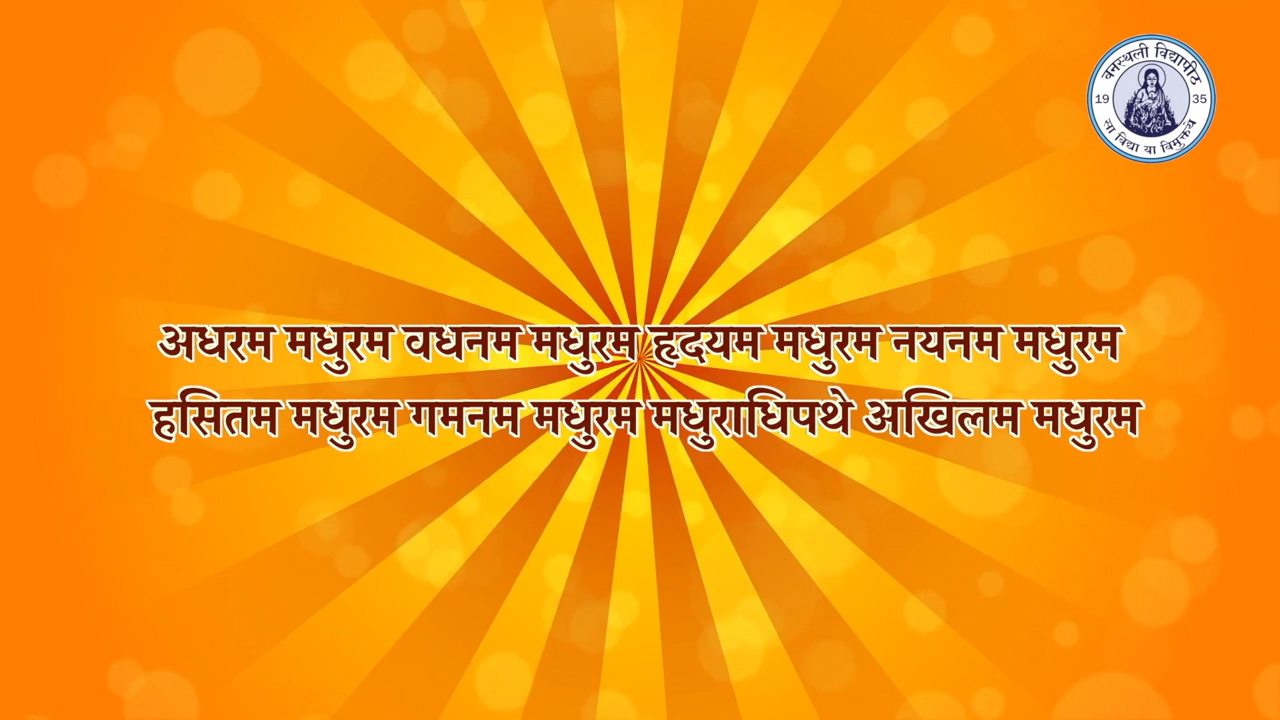 वनस्थली विद्यापीठ
19 35
सा विद्या या विमुक्तये
अधरम मधुरम वधनम मधुरम हृदयम मधुरम नयनम मधुरम
हसितम मधुरम गमनम मधुरम मधुराधिपथे अखिलम मधुरम